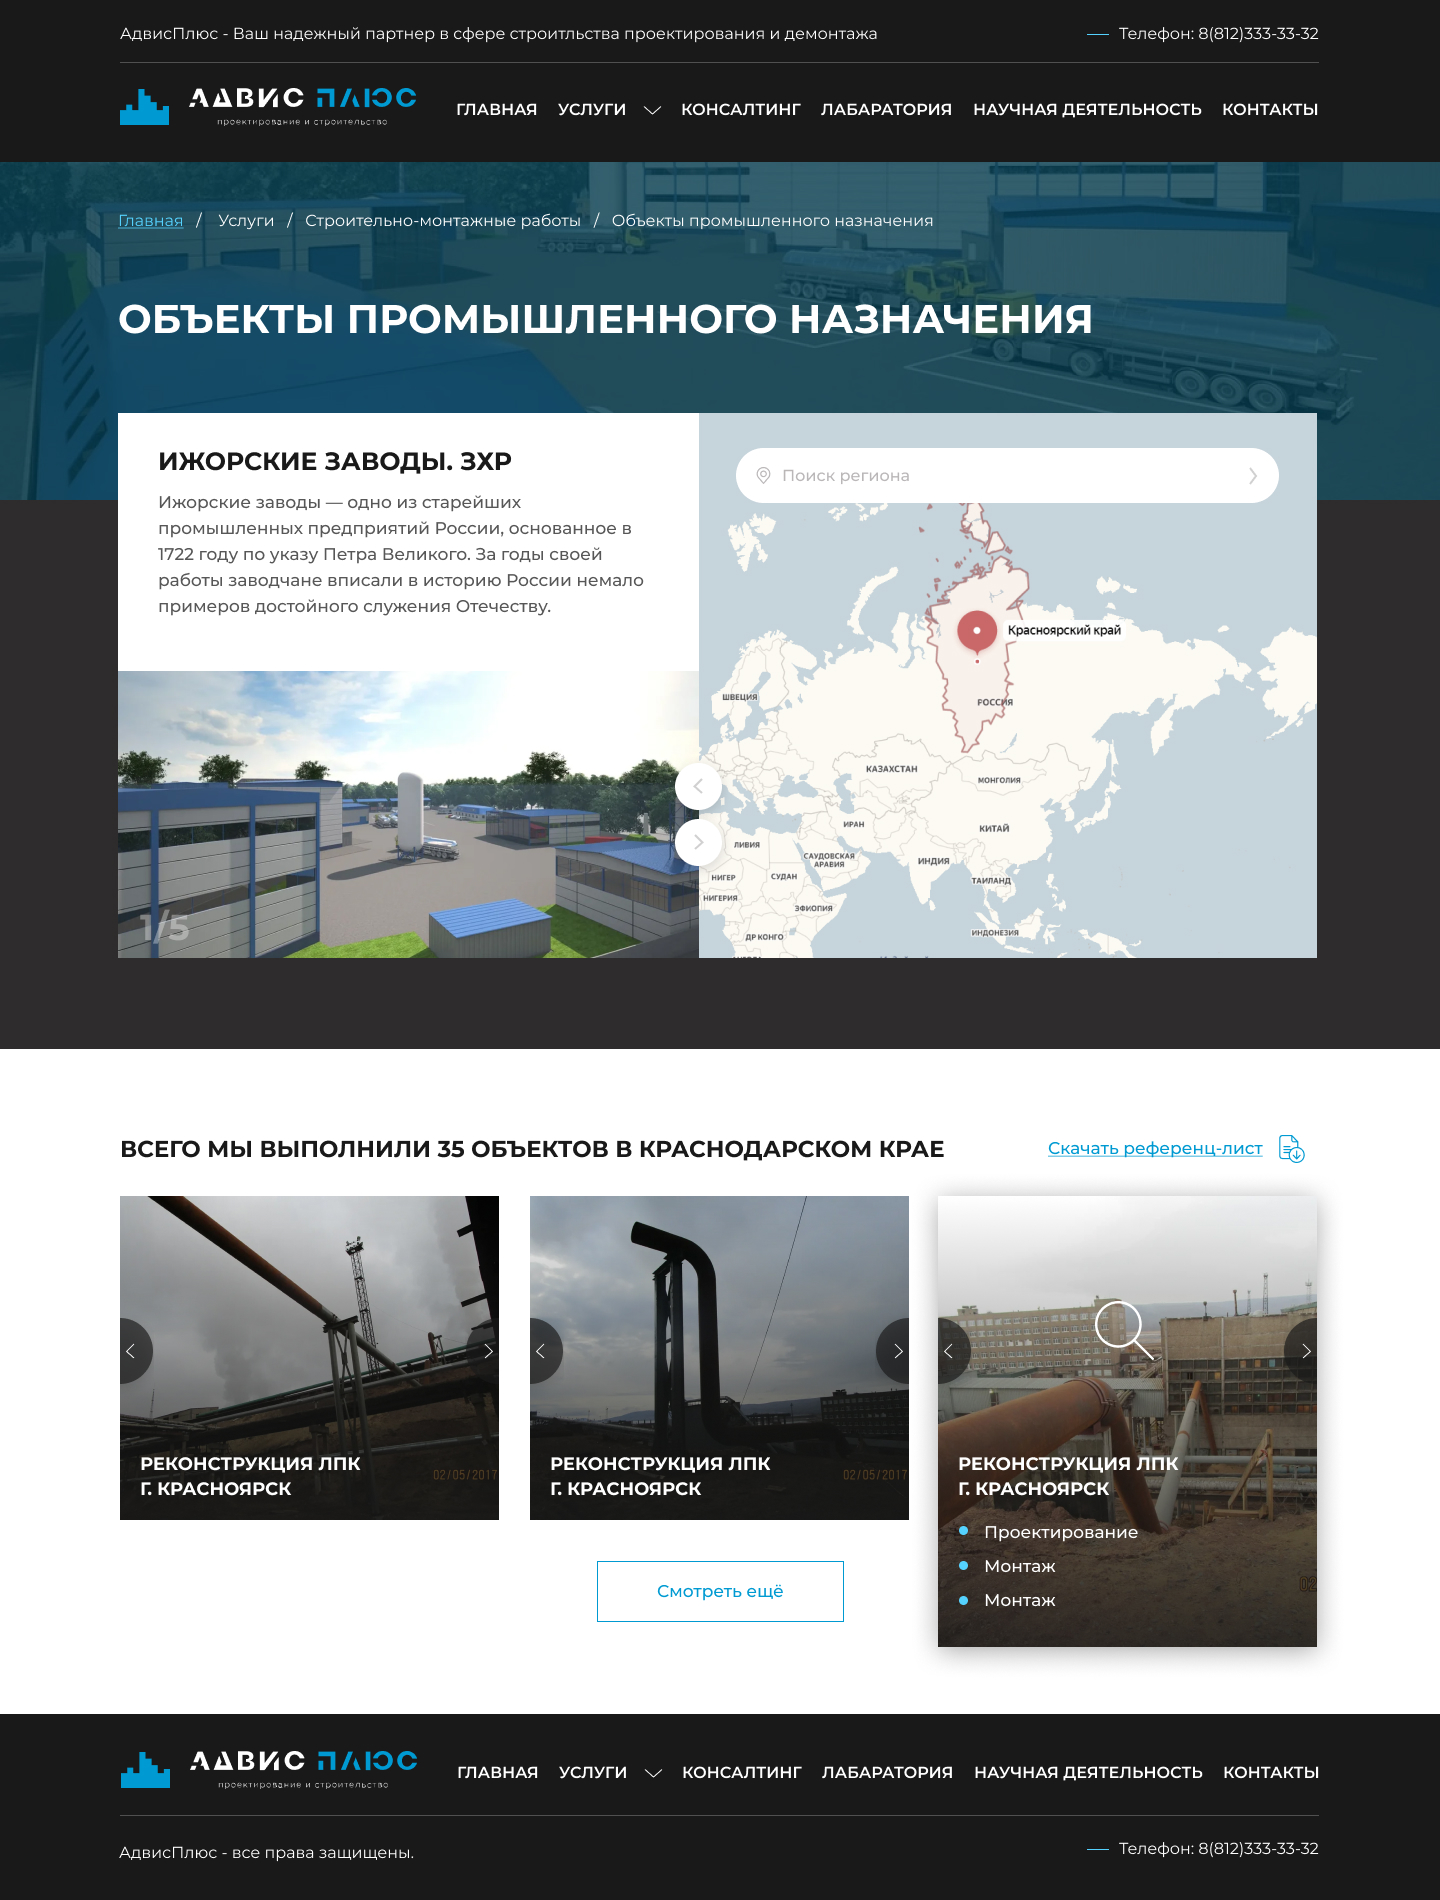 АдвисПлюс - Ваш надежный партнер в сфере строитльства проектирования и демонтажа
Телефон: 8(812)333-33-32
АДВИС ПЛЮС
проектирование и строительство
ГЛАВНАЯ УСЛУГИ КОНСАЛТИНГ ЛАБАРАТОРИЯ НАУЧНАЯ ДЕЯТЕЛЬНОСТЬ КОНТАКТЫ
Главная / Услуги / Строительно-монтажные работы / Объекты промышленного назначения
ОБЪЕКТЫ ПРОМЫШЛЕННОГО НАЗНАЧЕНИЯ
ИЖОРСКИЕ ЗАВОДЫ. ЗХР
Ижорские заводы — одно из старейших
промышленных предприятий России, основанное в
1722 году по указу Петра Великого. За годы своей
работы заводчане вписали в историю России немало
примеров достойного служения Отечеству.
1/5
Поиск региона
Красноярский край
ШВЕЦИЯ
РОССИЯ
КАЗАХСТАН
МОНГОЛИЯ
ИРАН
КИТАЙ
ЛИВИЯ
САУДОВСКАЯ
АРАВИЯ
ИНДИЯ
НИГЕР
СУДАН
ТАИЛАНД
НИГЕРИЯ
ЭФИОПИЯ
ДР КОНГО
ИНДОНЕЗИЯ
ВСЕГО МЫ ВЫПОЛНИЛИ 35 ОБЪЕКТОВ В КРАСНОДАРСКОМ КРАЕ
Скачать референц-лист
РЕКОНСТРУКЦИЯ ЛПК
Г. КРАСНОЯРСК
02/05/2017
РЕКОНСТРУКЦИЯ ЛПК
Г. КРАСНОЯРСК
02/05/2017
РЕКОНСТРУКЦИЯ ЛПК
Г. КРАСНОЯРСК
Проектирование
Монтаж
Монтаж
02
Смотреть ещё
АДВИС ПЛЮС
проектирование и строительство
ГЛАВНАЯ УСЛУГИ КОНСАЛТИНГ ЛАБАРАТОРИЯ НАУЧНАЯ ДЕЯТЕЛЬНОСТЬ КОНТАКТЫ
АдвисПлюс - все права защищены.
Телефон: 8(812)333-33-32